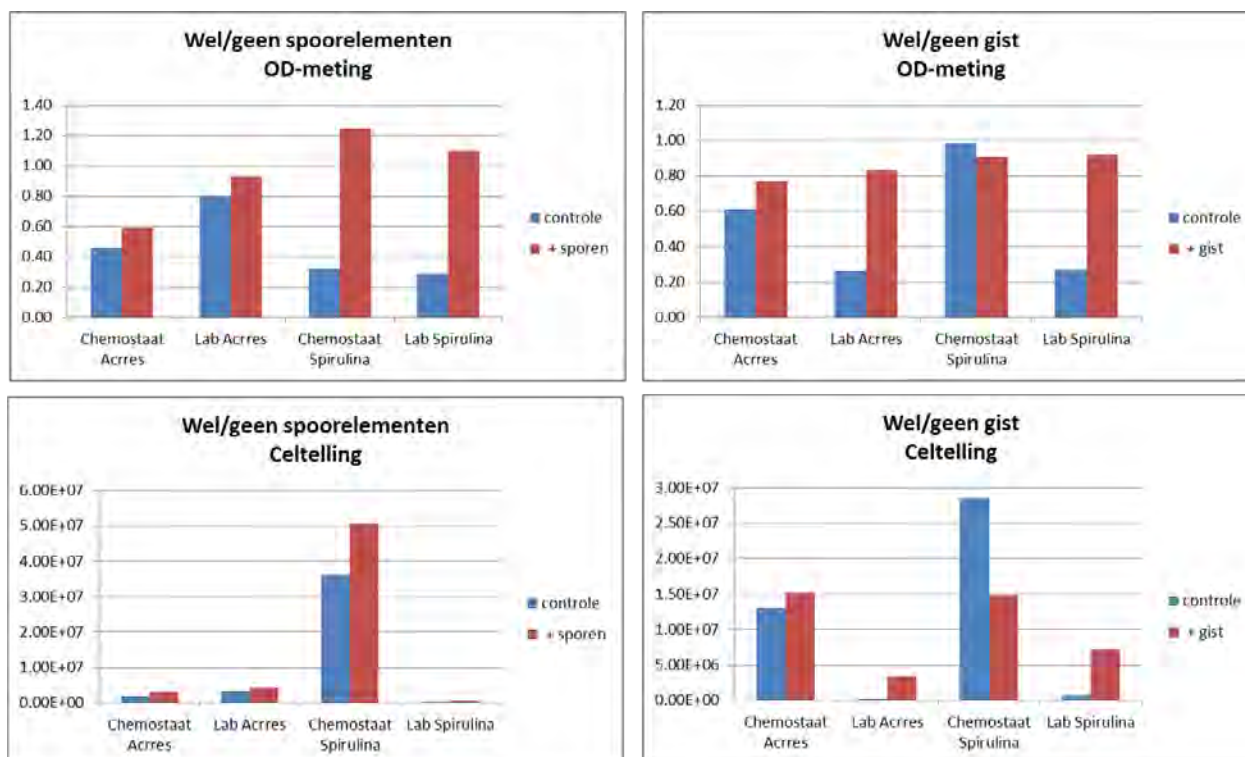 Wel/geen spoorelementen
OD-meting
1.40
1.20
1.00
0.80
0.60
0.40
0.20
0.00
Chemostaat Acrres
Lab Acrres
Chemostaat Spirulina
Lab Spirulina
controle
+ sporen
Wel/geen gist
OD-meting
1.20
1.00
0.80
0.60
0.40
0.20
0.00
Chemostaat Acrres
Lab Acrres
Chemostaat Spirulina
Lab Spirulina
controle
+ gist
Wel/geen spoorelementen
Celtelling
6.00E+07
5.00E+07
4.00E+07
3.00E+07
2.00E+07
1.00E+07
0.00E+00
Chemostaat Acrres
Lab Acrres
Chemostaat Spirulina
Lab Spirulina
controle
+ sporen
Wel/geen gist
Celtelling
3.00E+07
2.50E+07
2.00E+07
1.50E+07
1.00E+07
5.00E+06
0.00E+00
Chemostaat Acrres
Lab Acrres
Chemostaat Spirulina
Lab Spirulina
controle
+ gist